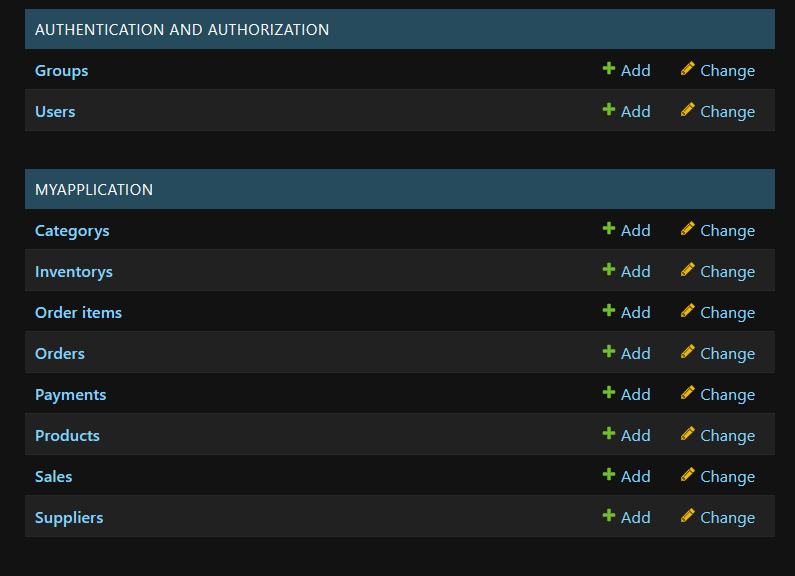 AUTHENTICATION AND AUTHORIZATION
Groups Add Change
Users Add Change
MYAPPLICATION
Categorys Add Change
Inventorys Add Change
Order items Add Change
Orders Add Change
Payments Add Change
Products Add Change
Sales Add Change
Suppliers Add Change